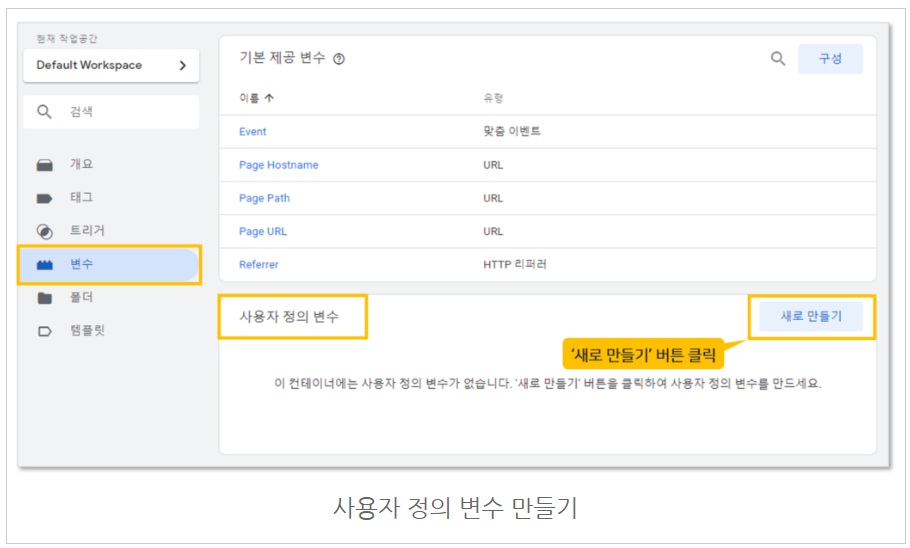 현재 작업공간
Default Workspace
검색
개요
태그
트리거
변수
폴더
템플릿
기본 제공 변수
구성
이름 유형
Event 맞춤 이벤트
Page Hostname URL
Page Path URL
Page URL URL
Referrer HTTP 리퍼러
사용자 정의 변수
새로 만들기
'새로 만들기' 버튼 클릭
이 컨테이너에는 사용자 정의 변수가 없습니다. '새로 만들기' 버튼을 클릭하여 사용자 정의 변수를 만드세요.
사용자 정의 변수 만들기